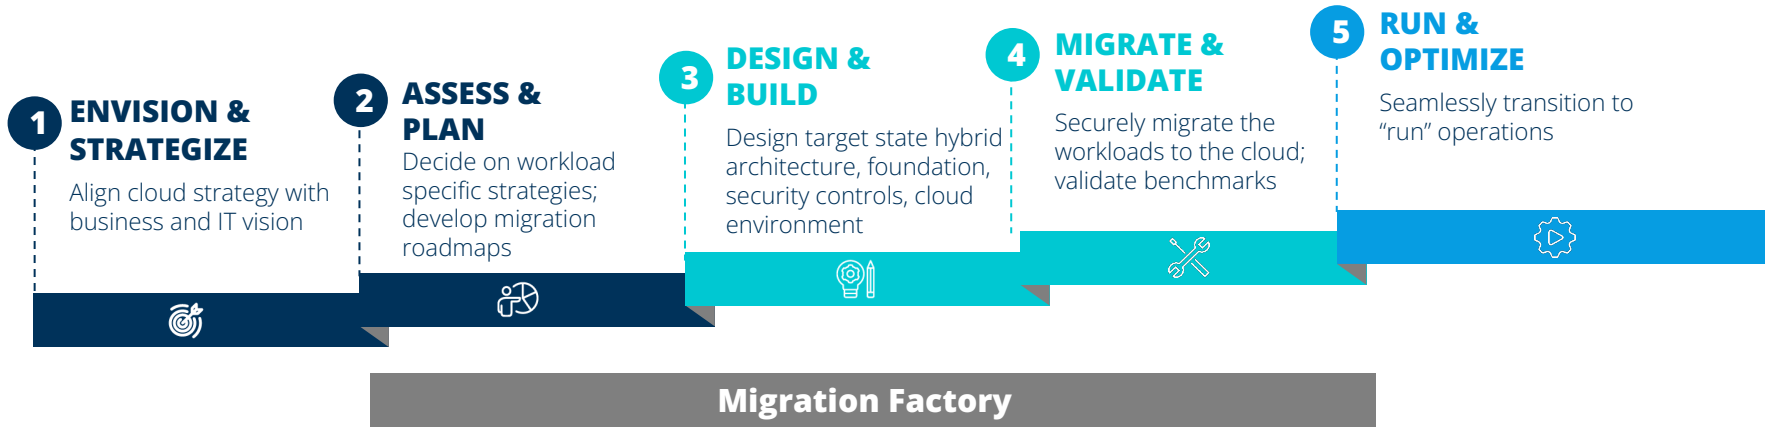 1
ENVISION &
STRATEGIZE
Align cloud strategy with
business and IT vision
2
ASSESS &
PLAN
Decide on workload
specific strategies;
develop migration
roadmaps
3
DESIGN &
BUILD
Design target state hybrid
architecture, foundation,
security controls, cloud
environment
4
MIGRATE &
VALIDATE
Securely migrate the
workloads to the cloud;
validate benchmarks
5
RUN &
OPTIMIZE
Seamlessly transition to
“run” operations
Migration Factory